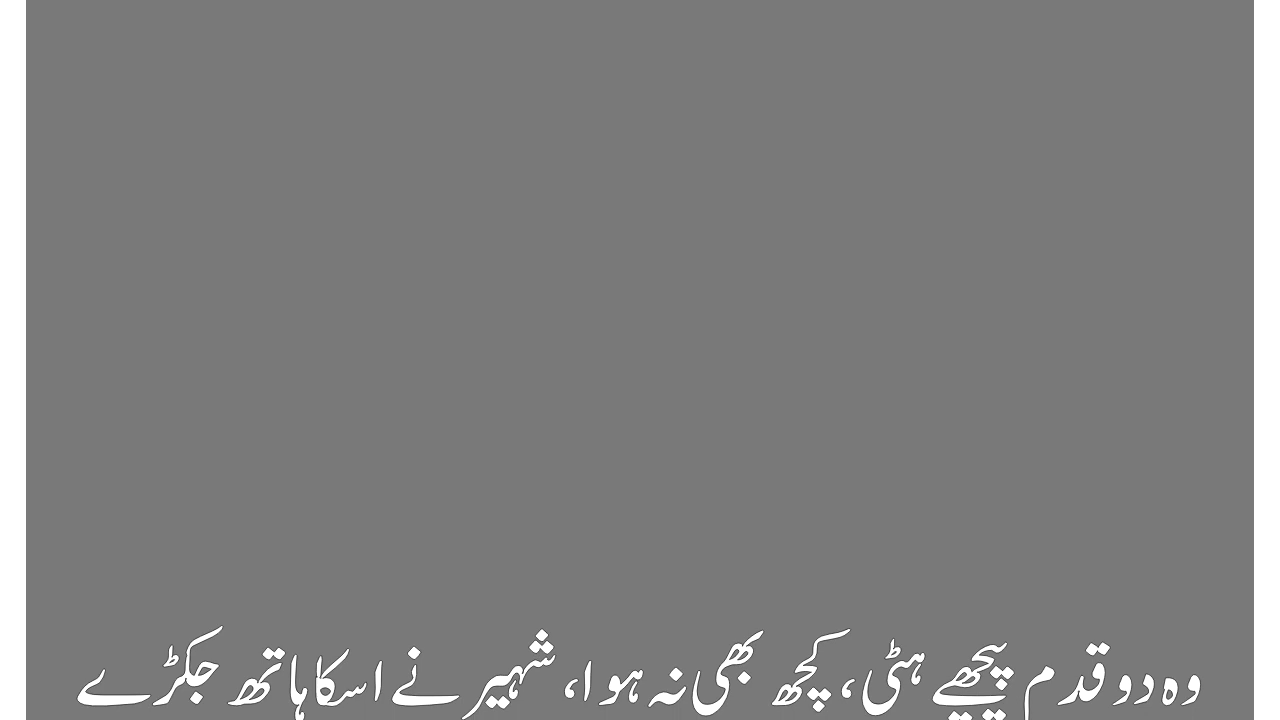 وہ دو قدم پیچھے ہٹی، کچھ بھی نہ ہوا، شہیر نے اسکا ہاتھ جکڑے